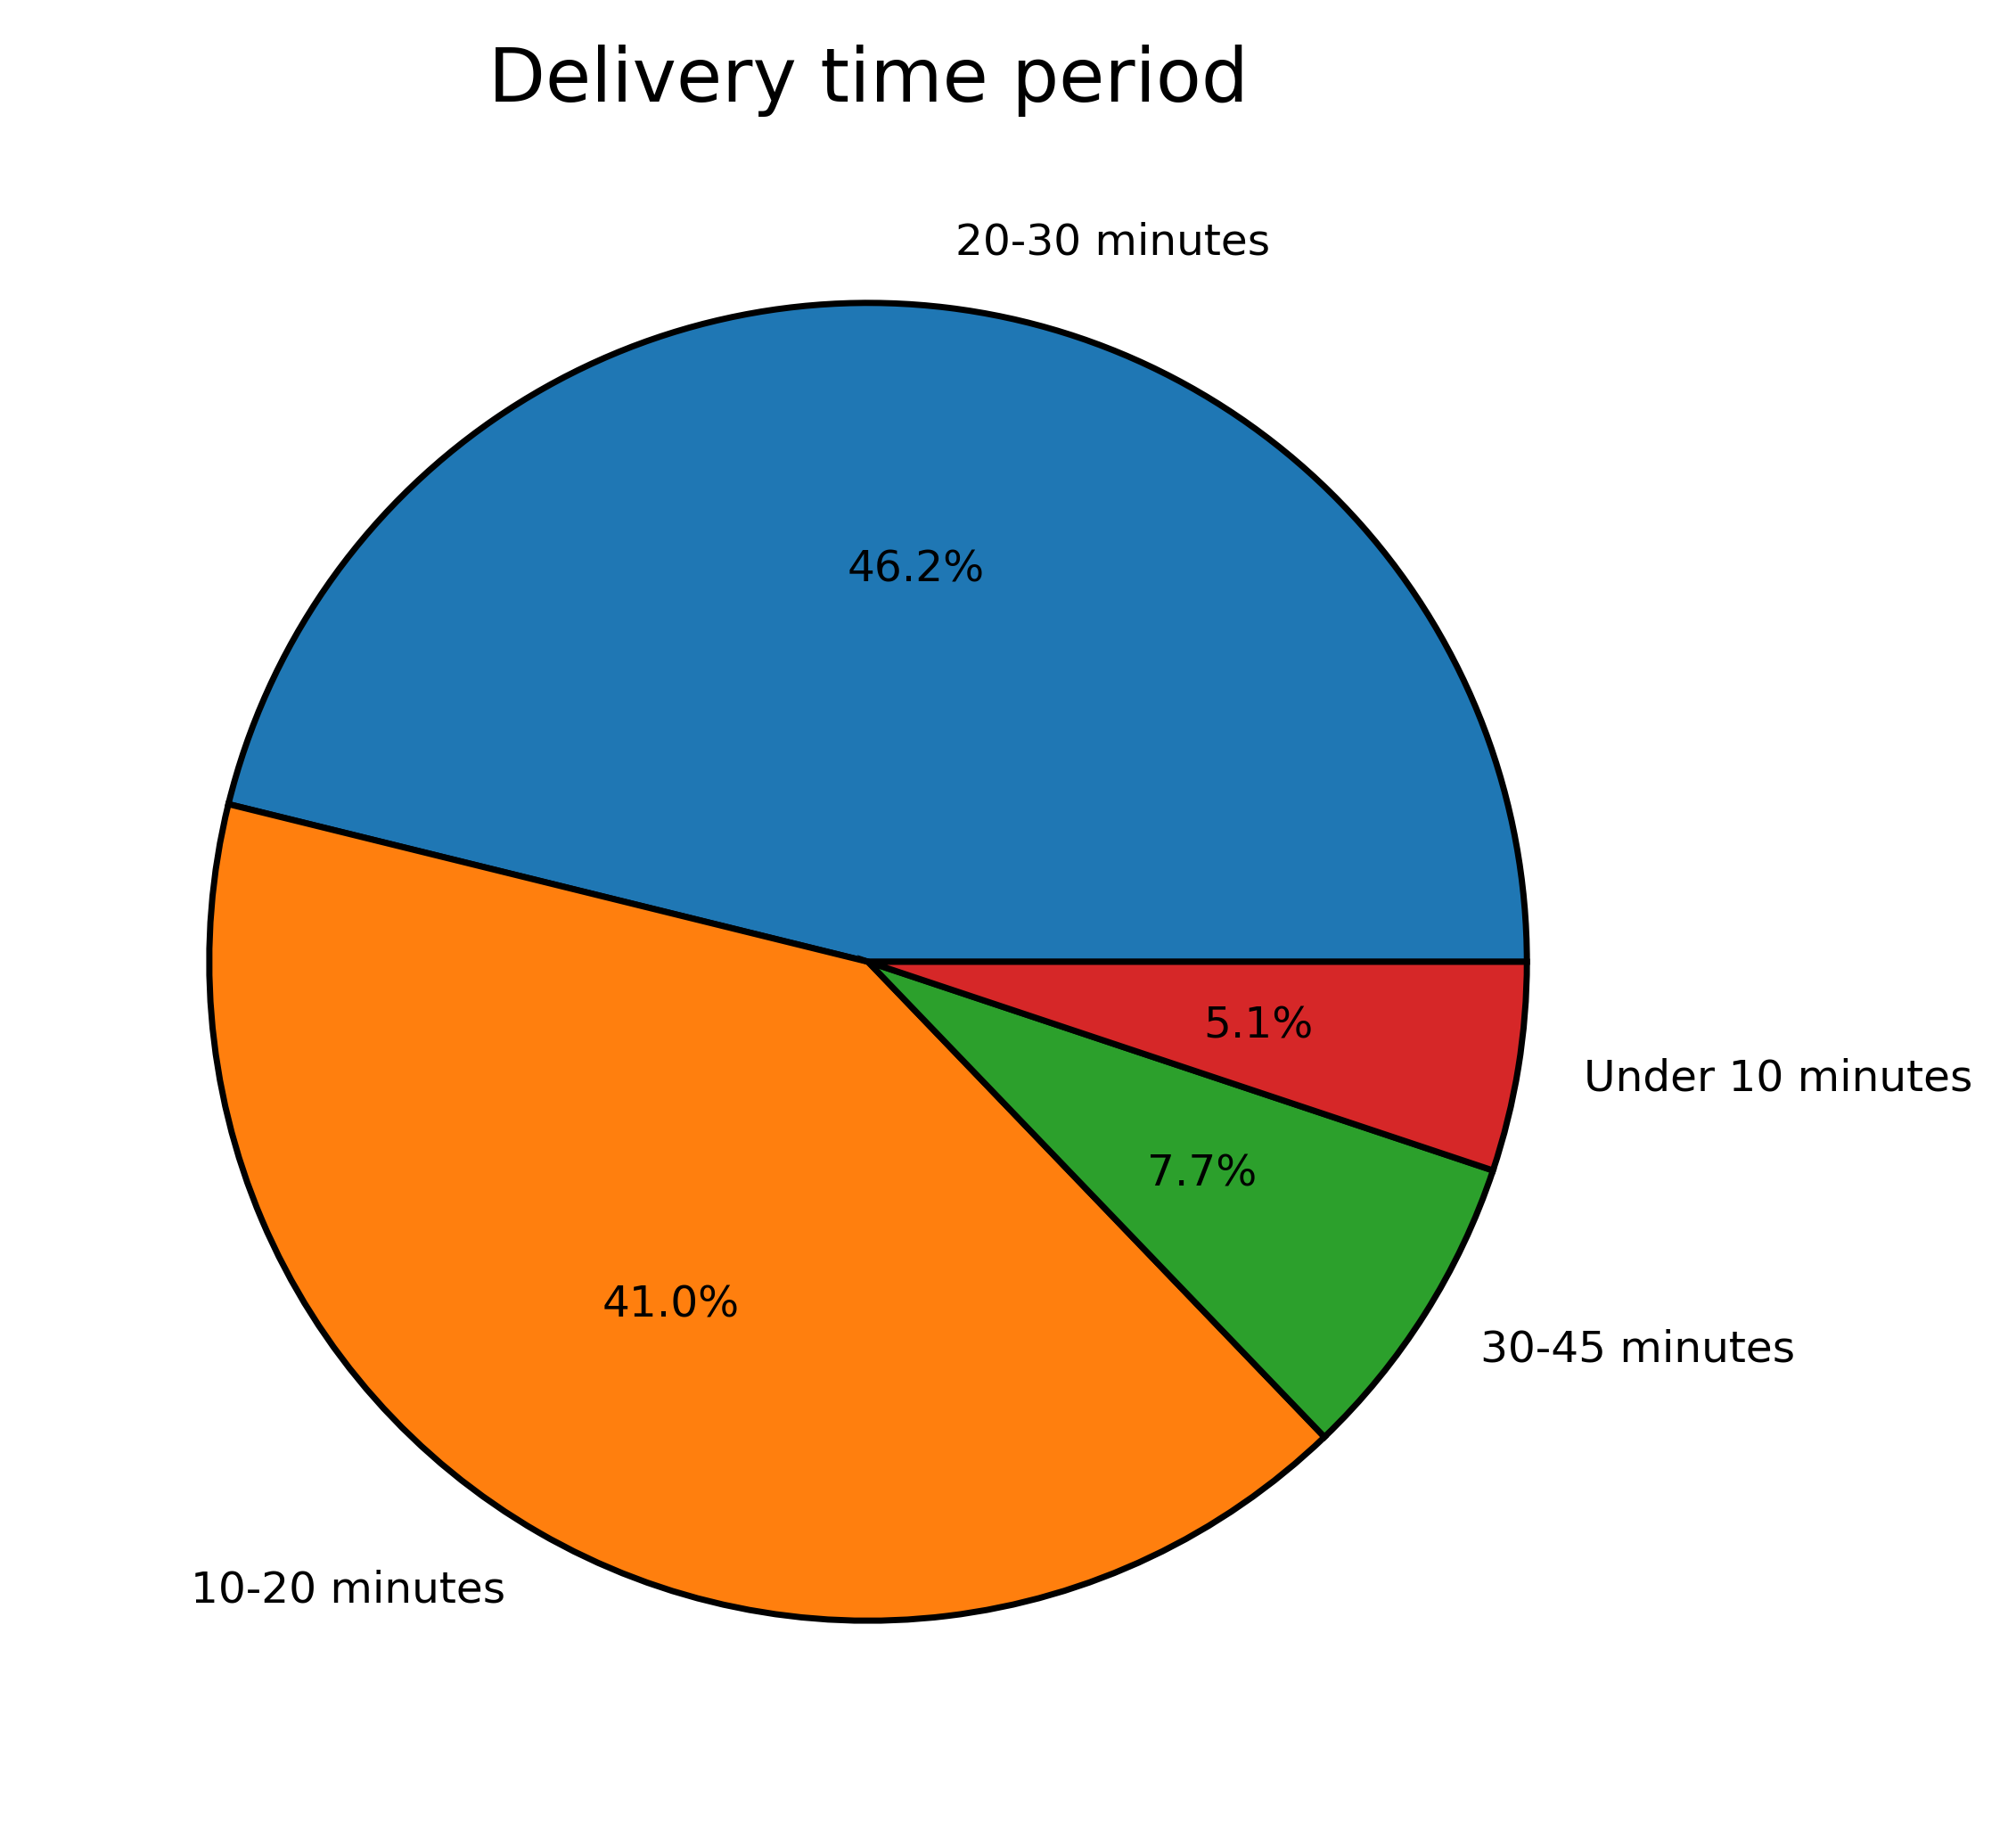 Delivery time period
20-30 minutes
46.2%
5.1%
Under 10 minutes
7.7%
41.0%
30-45 minutes
10-20 minutes